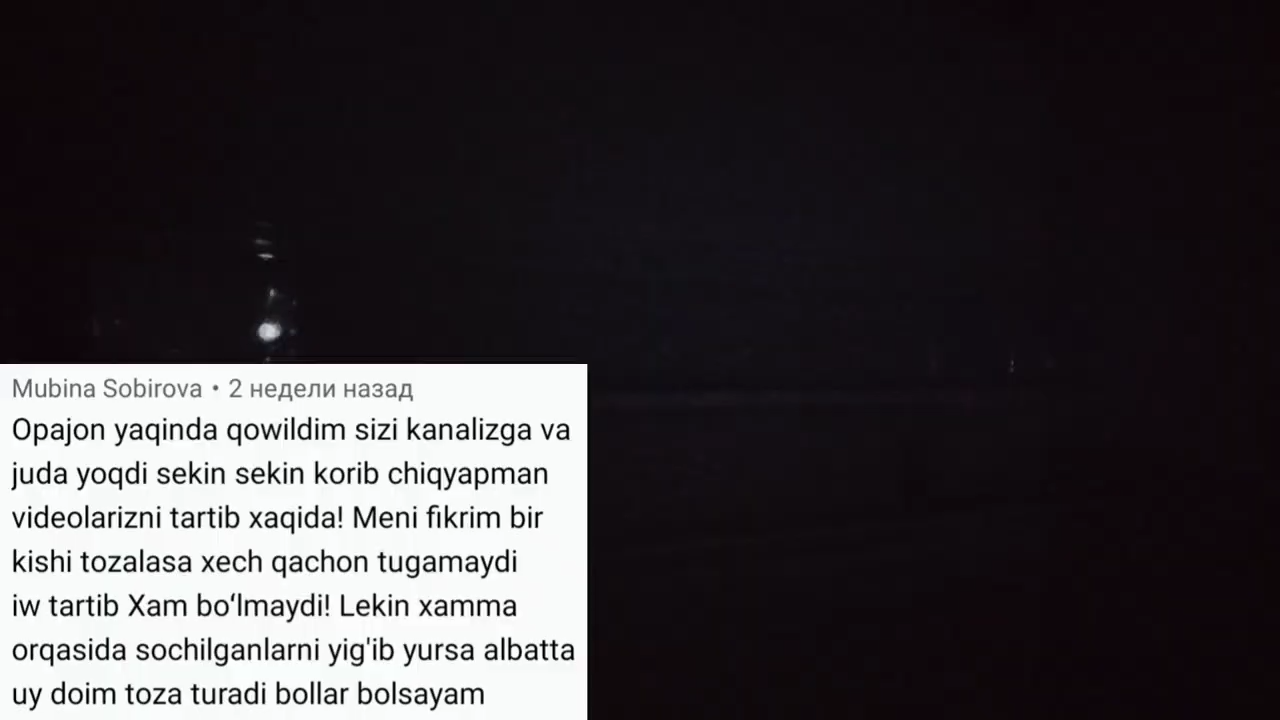 Mubina Sobirova • 2 недели назад
Opajon yaqinda qowildim sizi kanalizga va
juda yoqdi sekin sekin korib chiqyapman
videolarizni tartib xaqida! Meni fikrim bir
kishi tozalasa xech qachon tugamaydi
iw tartib Xam bo‘lmaydi! Lekin xamma
orqasida sochilganlarni yig'ib yursa albatta
uy doim toza turadi bollar bolsayam